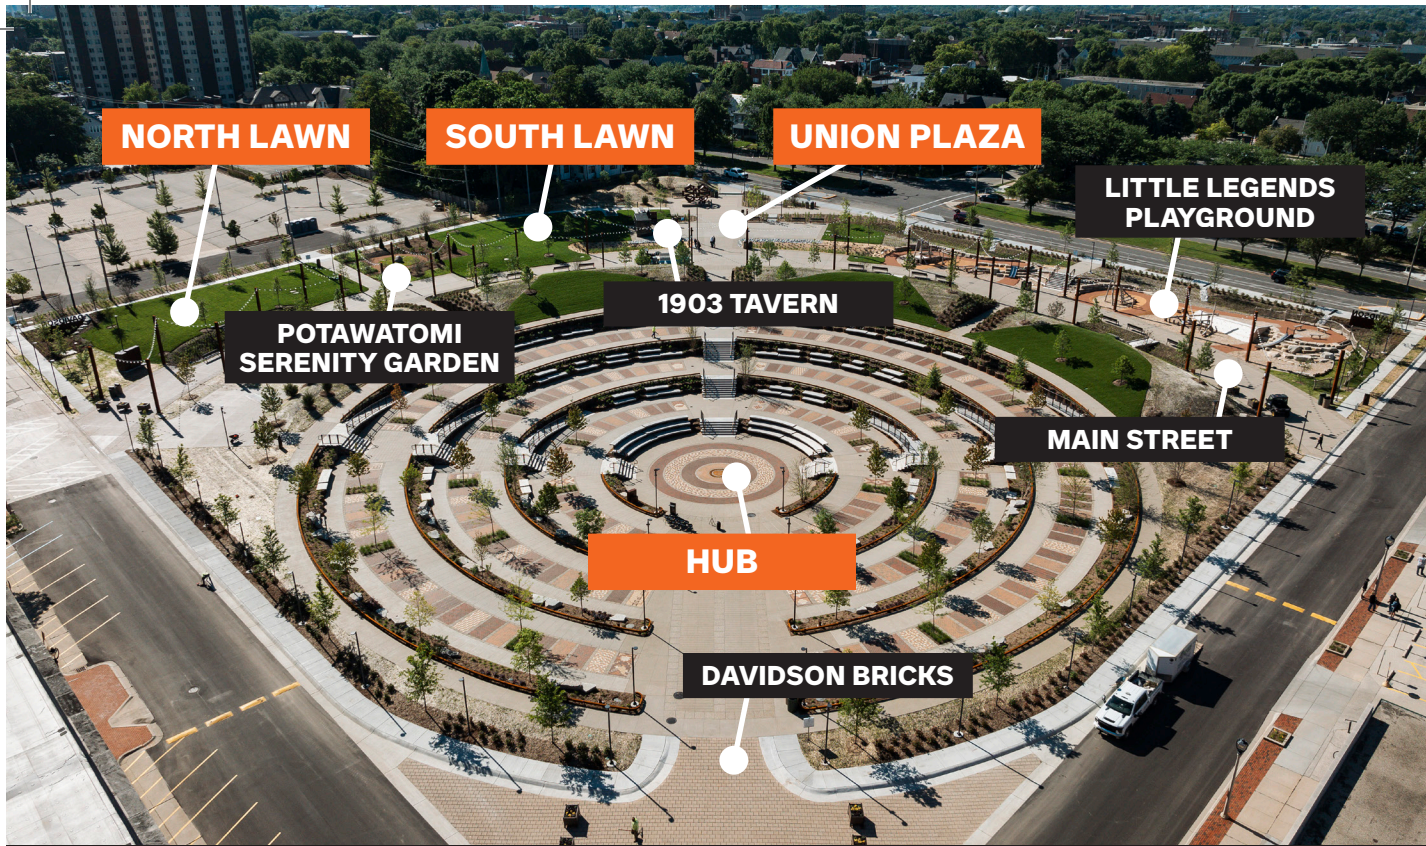 NORTH LAWN
SOUTH LAWN
UNION PLAZA
LITTLE LEGENDS
PLAYGROUND
1903 TAVERN
POTAWATOMI
SERENITY GARDEN
MAIN STREET
HUB
DAVIDSON BRICKS